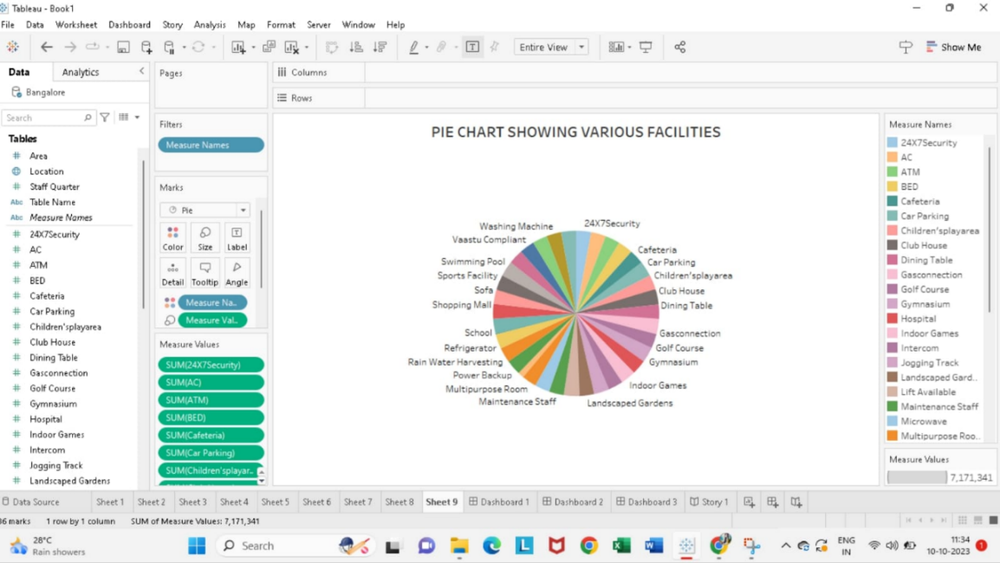 Tableau - Book1
File Data Worksheet Dashboard Story Analysis Map Format Server Window Help
Entire View
Show Me
Data Analytics
Bangalore
Search
Tables
Area
Location
Staff Quarter
Abc Table Name
Abc Measure Names
24X7Security
AC
ATM
BED
Cafeteria
Car Parking
Children'splayarea
Club House
Dining Table
Gasconnection
Golf Course
Gymnasium
Hospital
Indoor Games
Intercom
Jogging Track
Landscaped Gardens
Pages
Filters
Measure Names
Marks
Pie
Color Size Label
Detail Tooltip Angle
Measure Na..
Measure Val..
Measure Values
SUM(24X7Security)
SUM(AC)
SUM(ATM)
SUM(BED)
SUM(Cafeteria)
SUM(Car Parking)
SUM(Children'splayar..
Columns
Rows
PIE CHART SHOWING VARIOUS FACILITIES
24X7Security
Cafeteria
Car Parking
Children'splayarea
Club House
Dining Table
Gasconnection
Golf Course
Gymnasium
Indoor Games
Landscaped Gardens
Maintenance Staff
Multipurpose Room
Power Backup
Rain Water Harvesting
Refrigerator
School
Shopping Mall
Sofa
Sports Facility
Swimming Pool
Vaastu Compliant
Washing Machine
Measure Names
24X7Security
AC
ATM
BED
Cafeteria
Car Parking
Children'splayarea
Club House
Dining Table
Gasconnection
Golf Course
Gymnasium
Hospital
Indoor Games
Intercom
Jogging Track
Landscaped Gard..
Lift Available
Maintenance Staff
Microwave
Multipurpose Roo..
Measure Values
7,171,341
Data Source Sheet 1 Sheet 2 Sheet 3 Sheet 4 Sheet 5 Sheet 6 Sheet 7 Sheet 8 Sheet 9 Dashboard 1 Dashboard 2 Dashboard 3 Story 1
36 marks 1 row by 1 column SUM of Measure Values: 7,171,341
28°C
Rain showers
Search
ENG
IN
11:34
10-10-2023
1